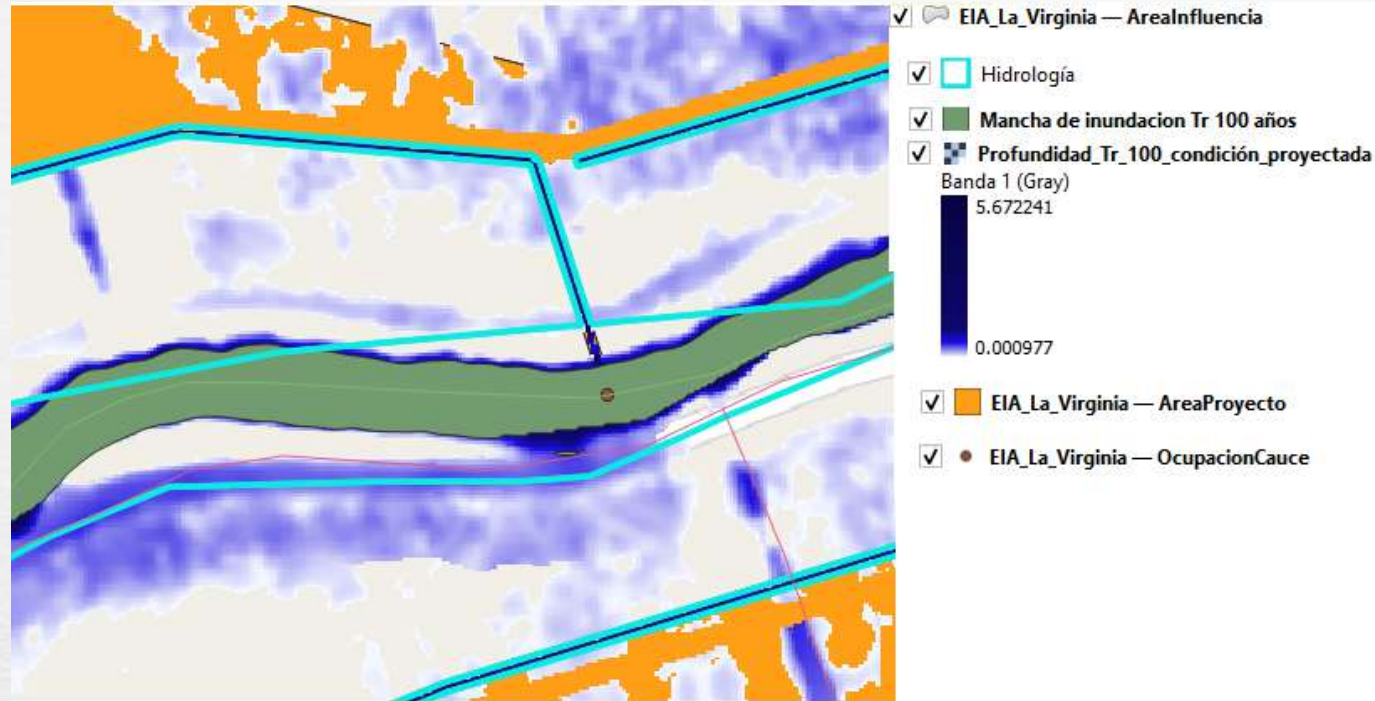 EIA_La_Virginia — AreaInfluencia
Hidrología
Mancha de inundacion Tr 100 años
Profundidad_Tr_100_condición_proyectada
Banda 1 (Gray)
5.672241
0.000977
EIA_La_Virginia — AreaProyecto
EIA_La_Virginia — OcupacionCauce